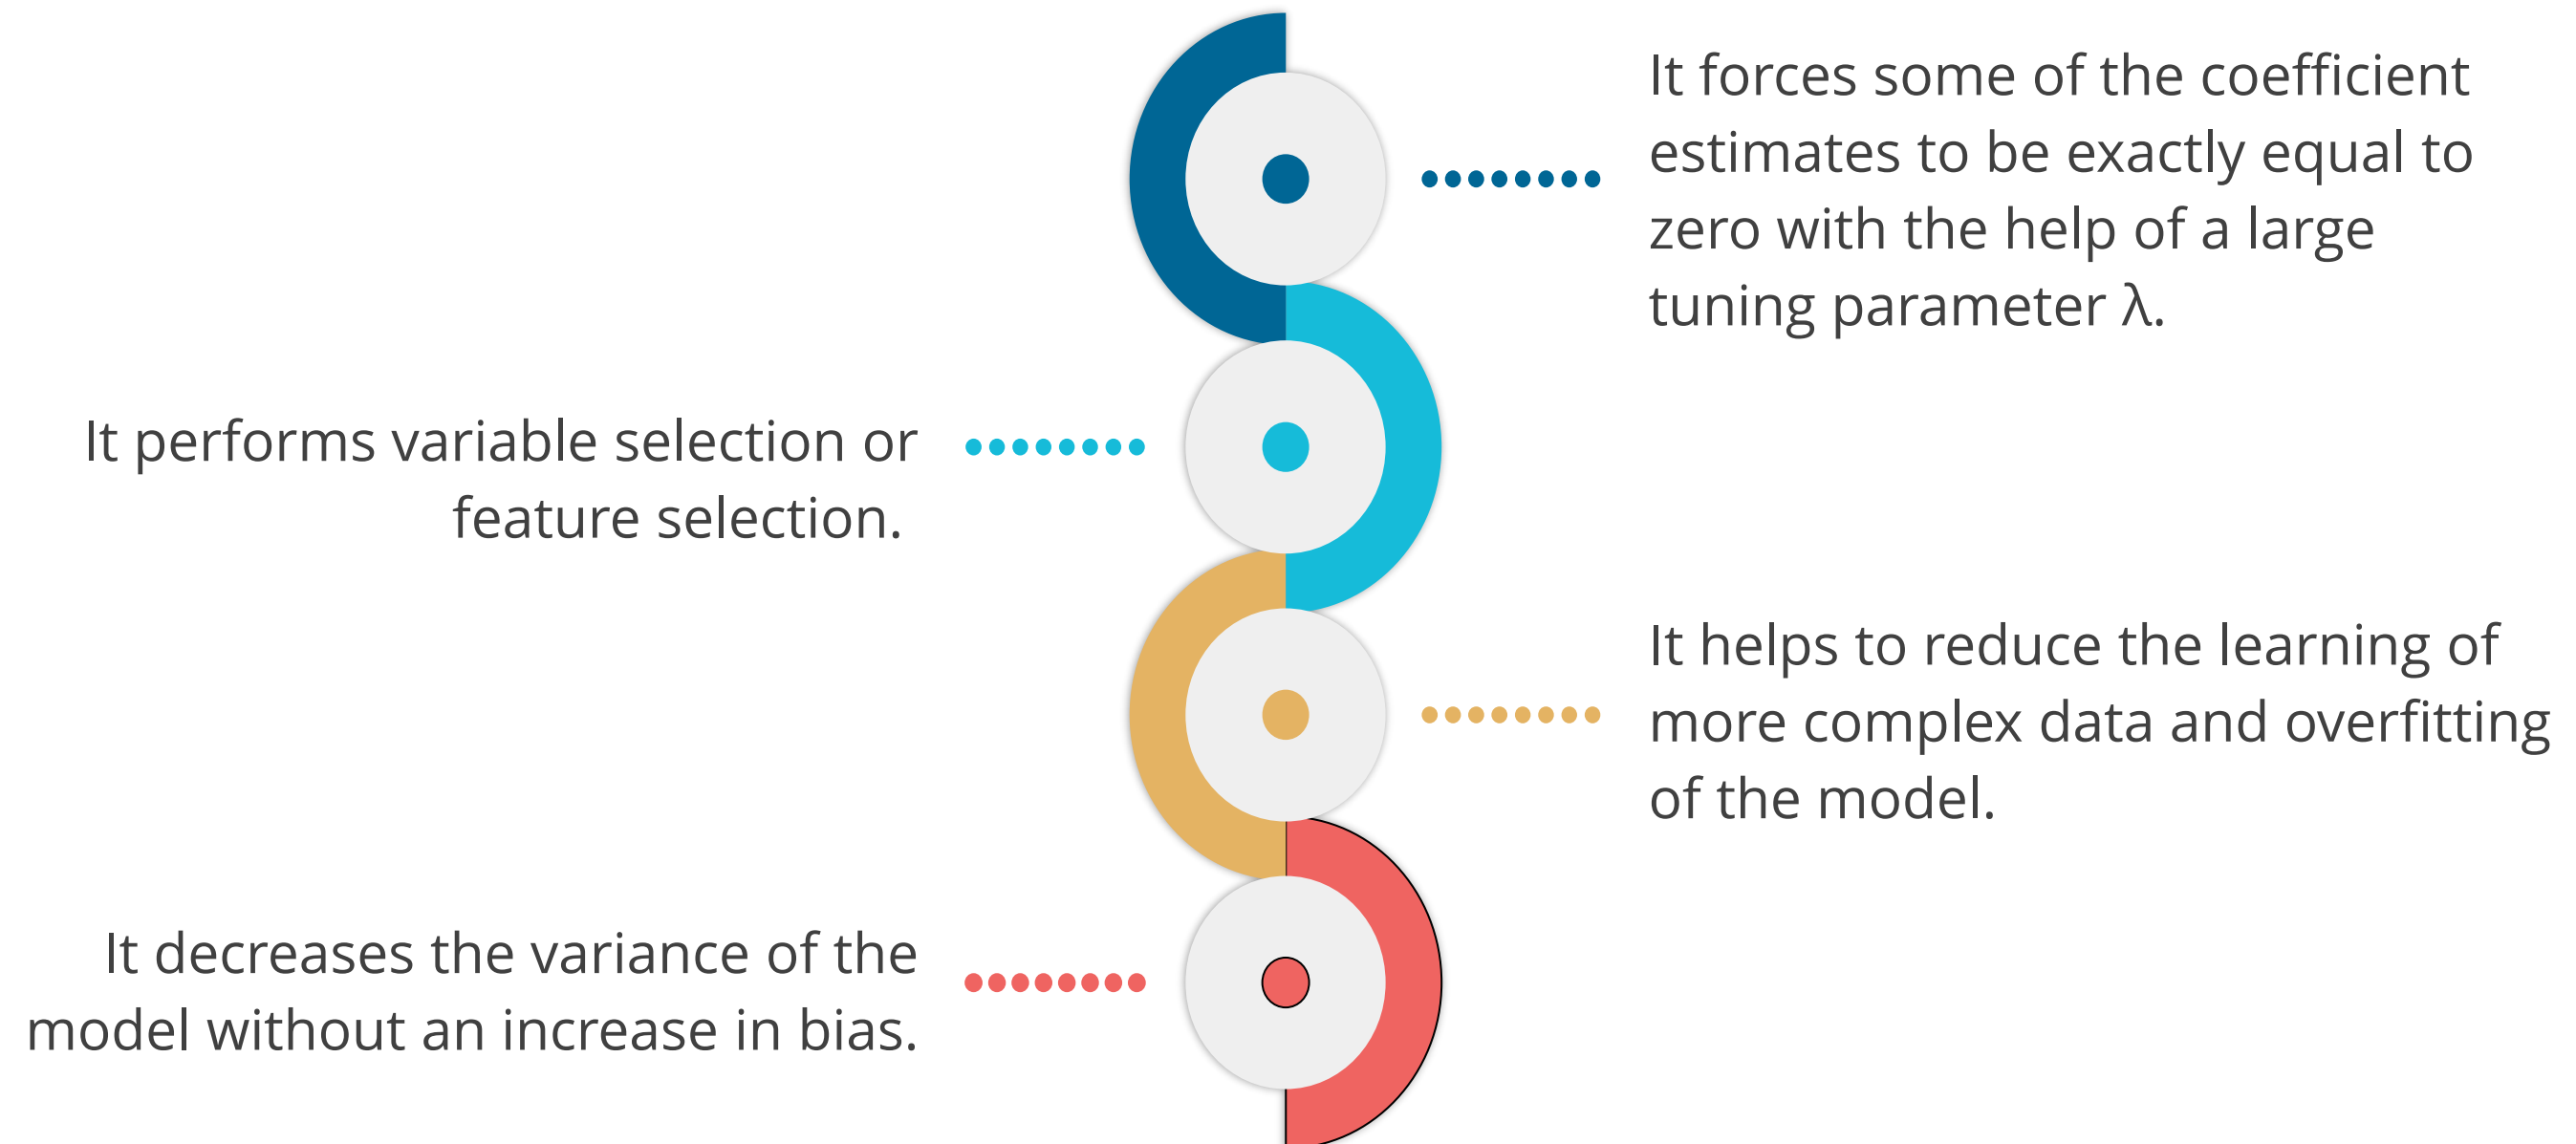 It forces some of the coefficient
estimates to be exactly equal to
zero with the help of a large
tuning parameter λ.
It performs variable selection or
feature selection.
It helps to reduce the learning of
more complex data and overfitting
of the model.
It decreases the variance of the
model without an increase in bias.